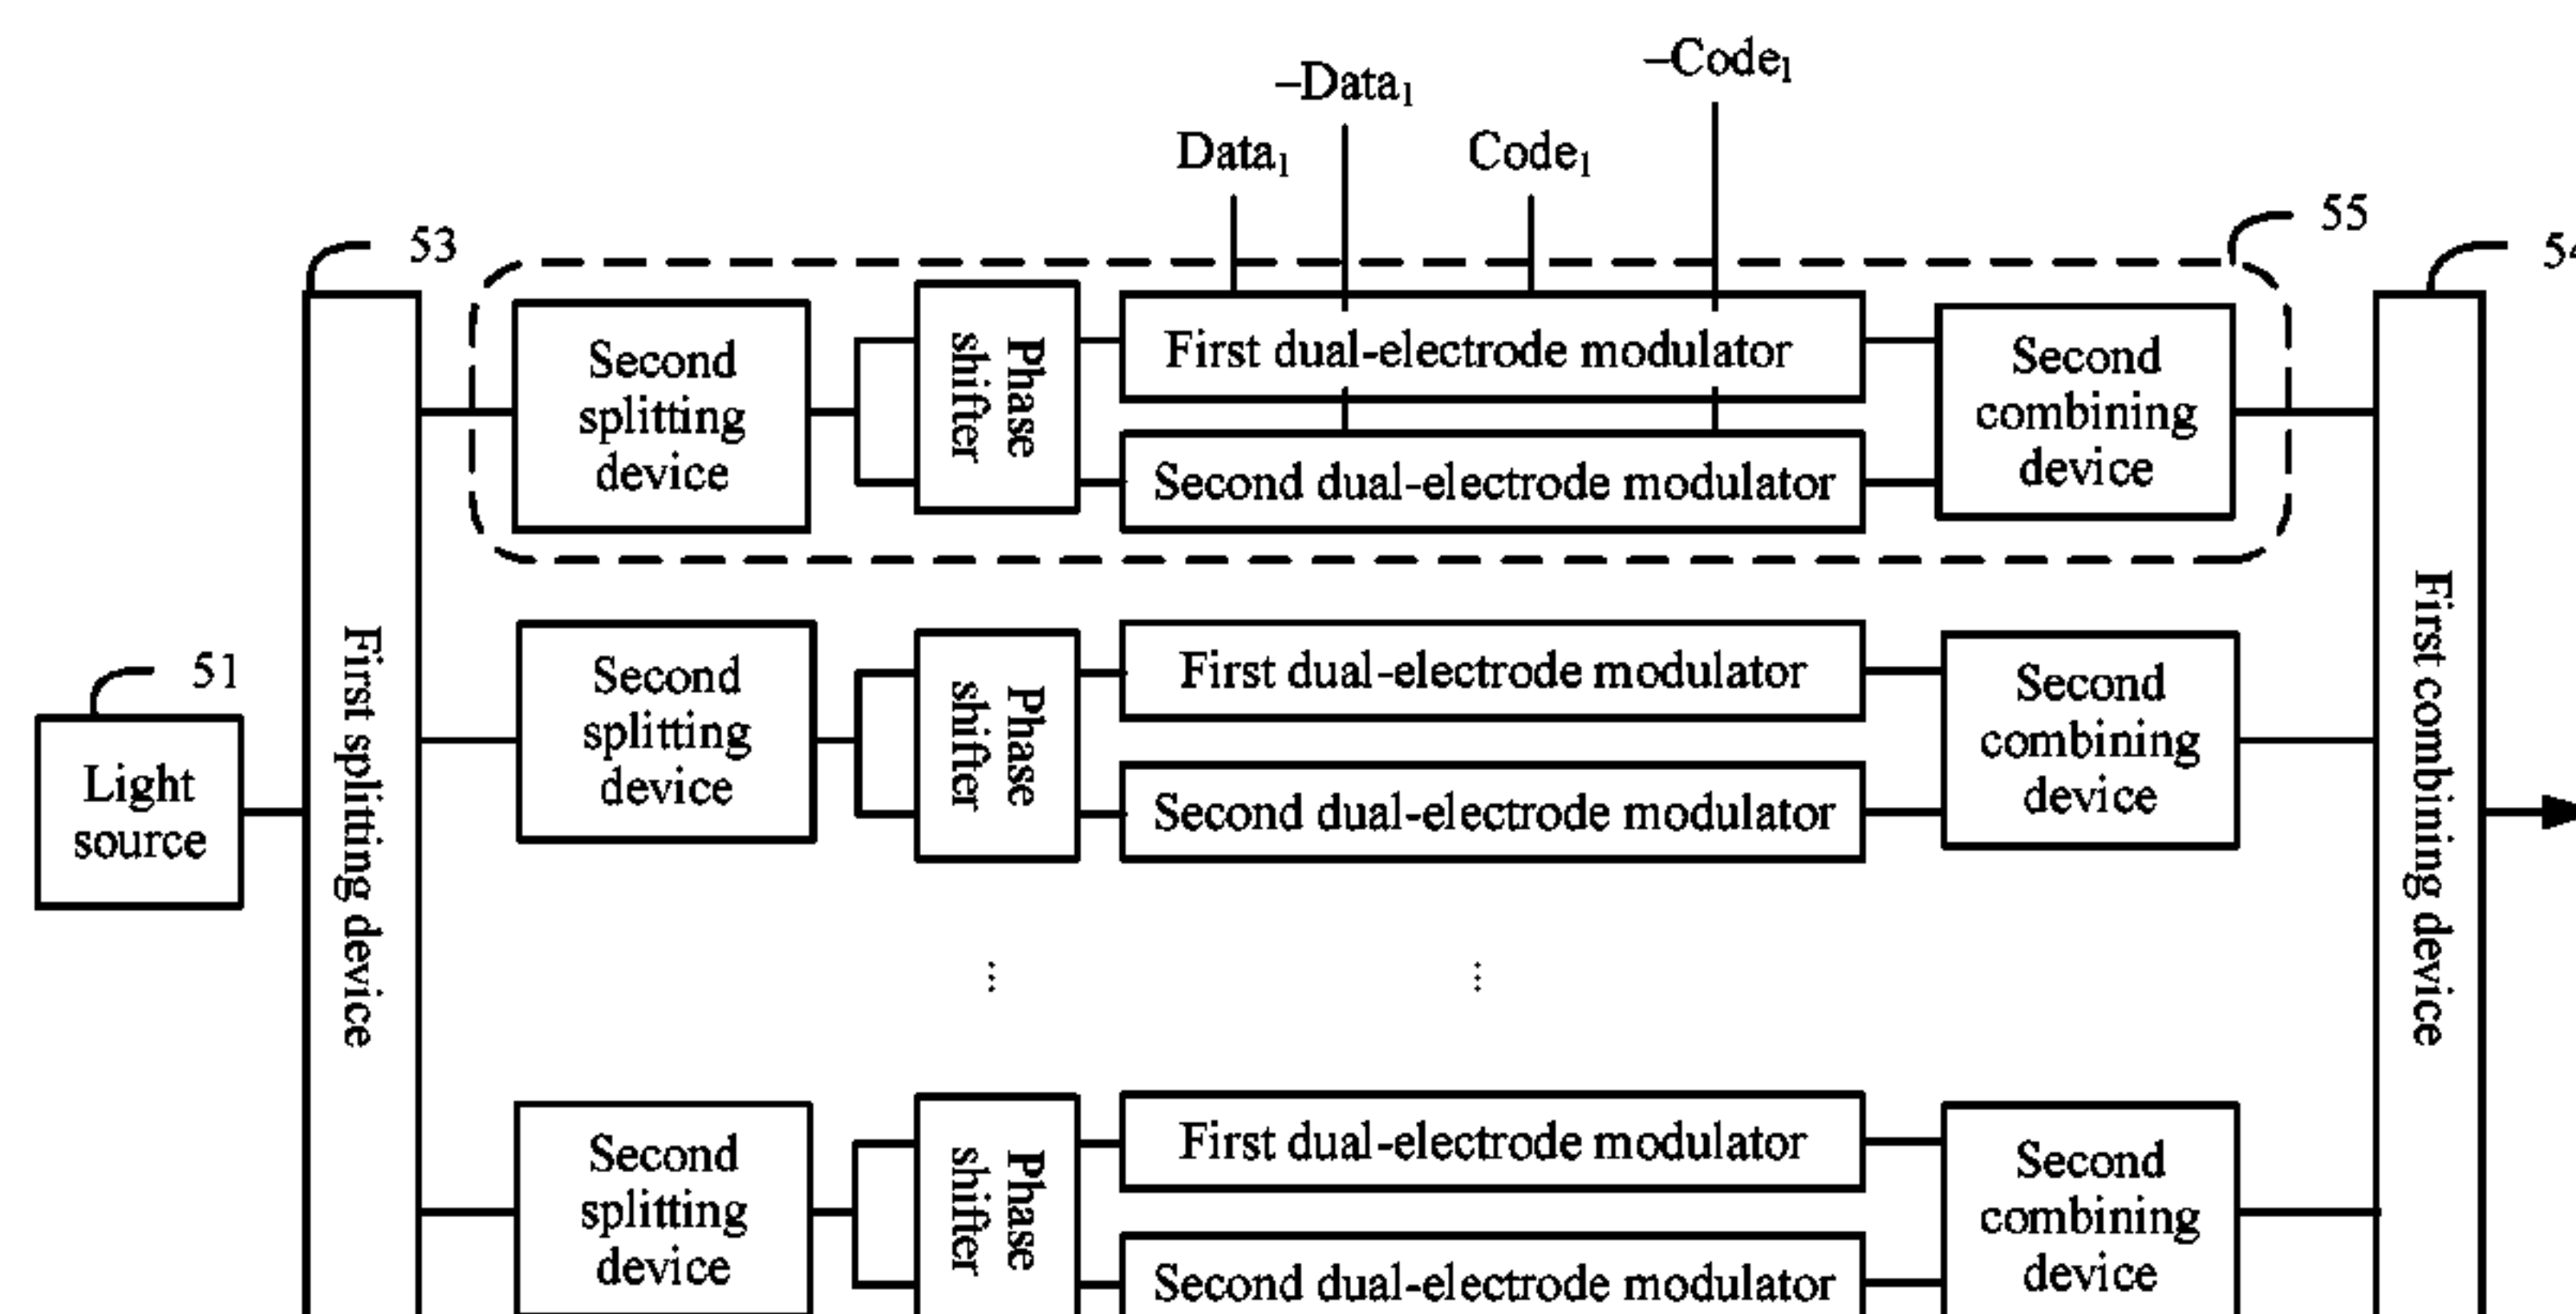 –Code₁
–Data₁
Data₁
Code₁
53
55
54
First dual-electrode modulator
Second dual-electrode modulator
Second
splitting
device
Phase
shifter
Second
combining
device
51
Light
source
First splitting device
Second
splitting
device
Phase
shifter
First dual-electrode modulator
Second dual-electrode modulator
Second
combining
device
First combining device
...
...
Second
splitting
device
Phase
shifter
First dual-electrode modulator
Second dual-electrode modulator
Second
combining
device